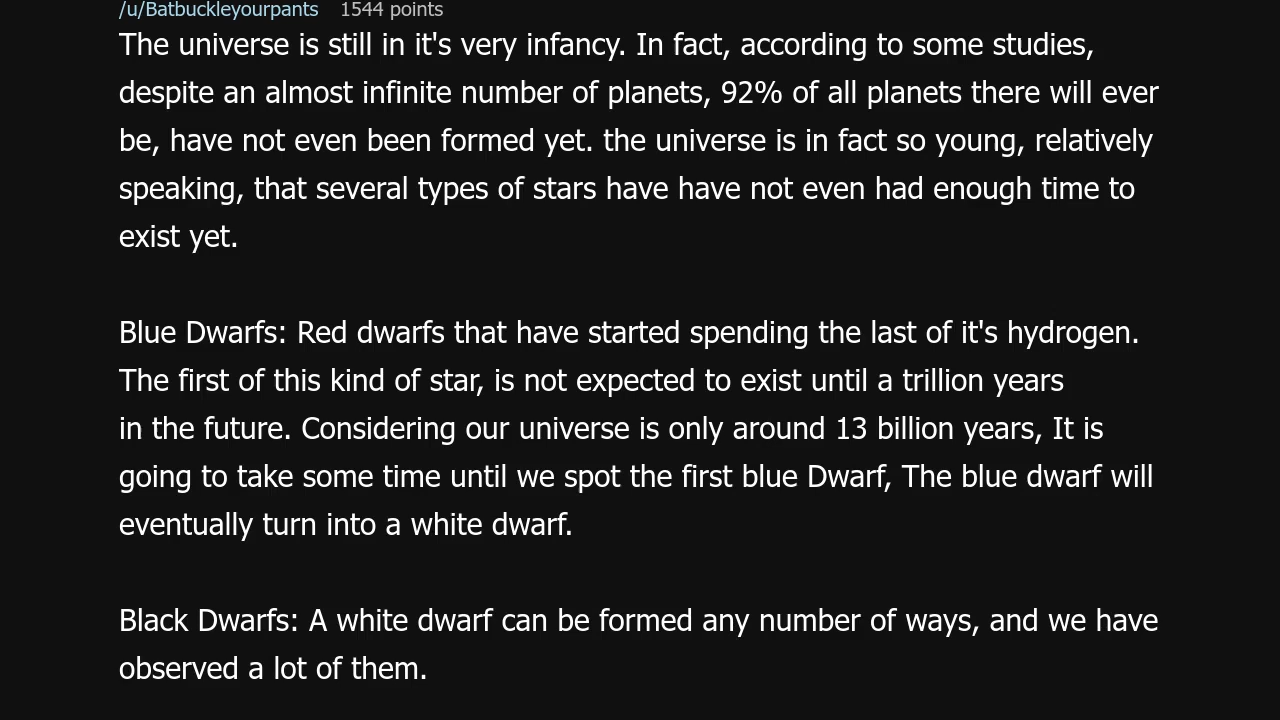 /u/Batbuckleyourpants 1544 points
The universe is still in it's very infancy. In fact, according to some studies,
despite an almost infinite number of planets, 92% of all planets there will ever
be, have not even been formed yet. the universe is in fact so young, relatively
speaking, that several types of stars have have not even had enough time to
exist yet.
Blue Dwarfs: Red dwarfs that have started spending the last of it's hydrogen.
The first of this kind of star, is not expected to exist until a trillion years
in the future. Considering our universe is only around 13 billion years, It is
going to take some time until we spot the first blue Dwarf, The blue dwarf will
eventually turn into a white dwarf.
Black Dwarfs: A white dwarf can be formed any number of ways, and we have
observed a lot of them.